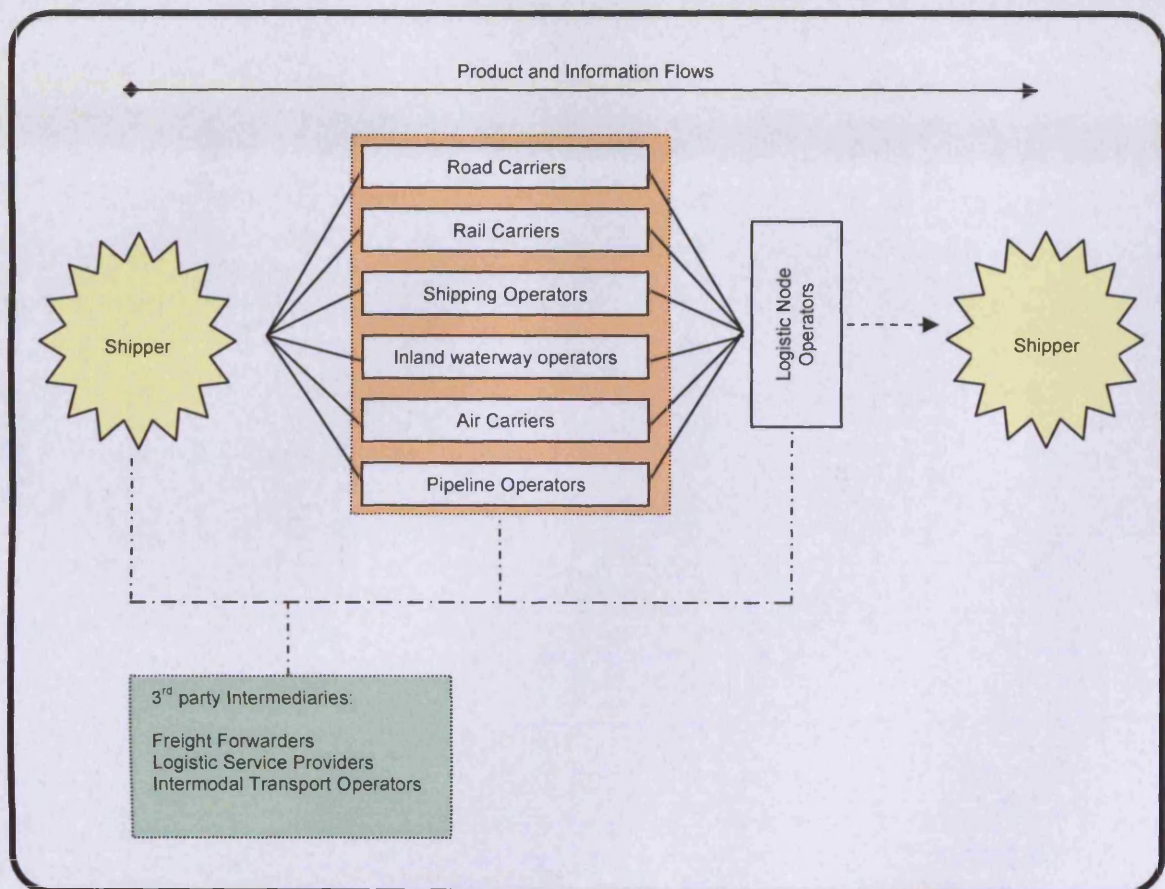 Product and Information Flows
Road Carriers
Rail Carriers
Shipping Operators
Inland waterway operators
Air Carriers
Pipeline Operators
Shipper
Logistic Node
Operators
Shipper
3rd party Intermediaries:
Freight Forwarders
Logistic Service Providers
Intermodal Transport Operators